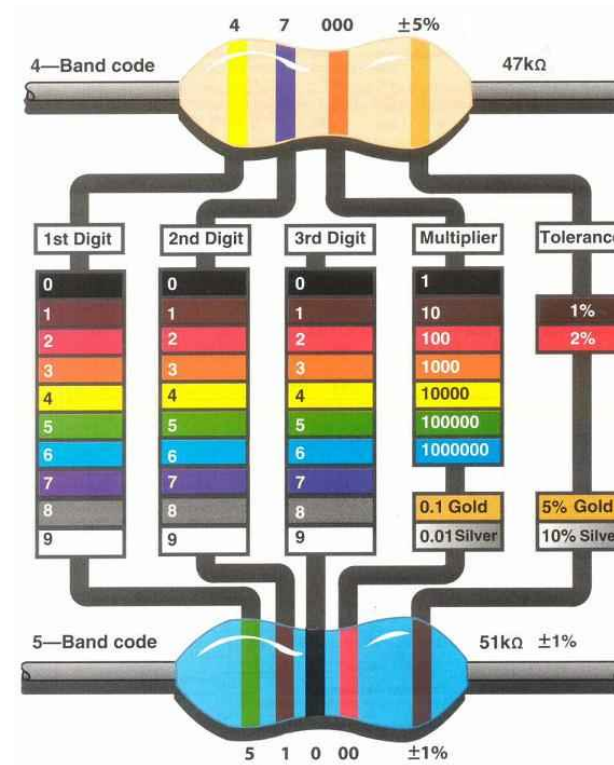 4 7 000 ±5%
4—Band code 47kΩ
1st Digit 2nd Digit 3rd Digit Multiplier Tolerance
0 0 0 1
1 1 1 10 1%
2 2 2 100 2%
3 3 3 1000
4 4 4 10000
5 5 5 100000
6 6 6 1000000
7 7 7
8 8 8 0.1 Gold 5% Gold
9 9 9 0.01 Silver 10% Silve
5—Band code 51kΩ ±1%
5 1 0 00 ±1%